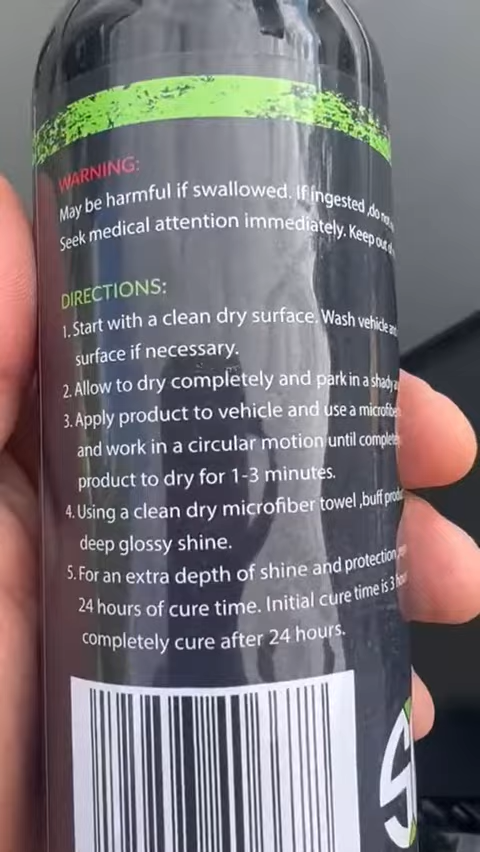 WARNING:
May be harmful if swallowed. If ingested ,do
Seek medical attention immediately. Keep out
DIRECTIONS:
1. Start with a clean dry surface. Wash vehicle
surface if necessary.
2. Allow to dry completely and park in a shady
3. Apply product to vehicle and use a
and work in a circular motion until
product to dry for 1-3 minutes.
4. Using a clean dry microfiber towel ,buff
deep glossy shine.
5. For an extra depth of shine and protection
24 hours of cure time. Initial cure time is 3
completely cure after 24 hours.